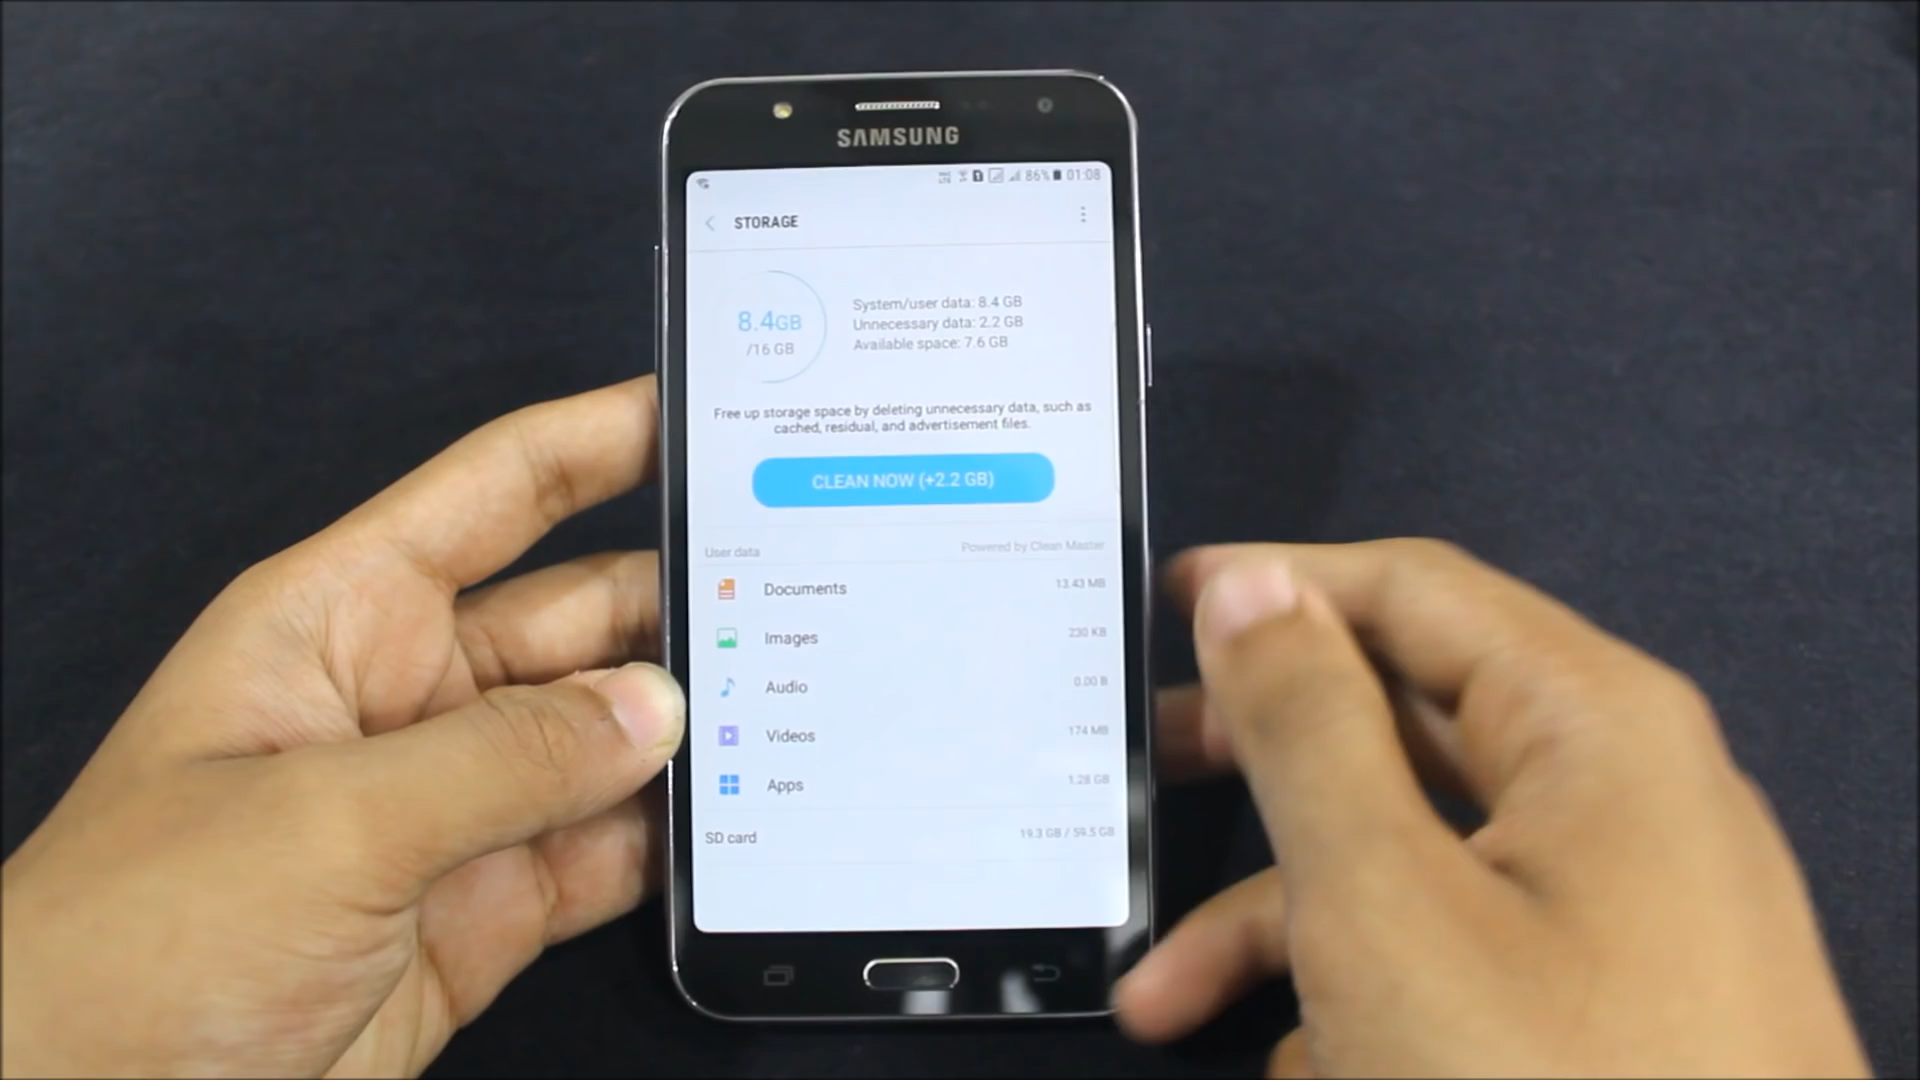 SAMSUNG
86% 01:08
STORAGE
8.4GB
/16 GB
System/user data: 8.4 GB
Unnecessary data: 2.2 GB
Available space: 7.6 GB
Free up storage space by deleting unnecessary data, such as
cached, residual, and advertisement files.
CLEAN NOW (+2.2 GB)
User data Powered by Clean Master
Documents 13.43 MB
Images 230 KB
Audio 0.00 B
Videos 174 MB
Apps 1.28 GB
SD card 19.3 GB / 59.5 GB